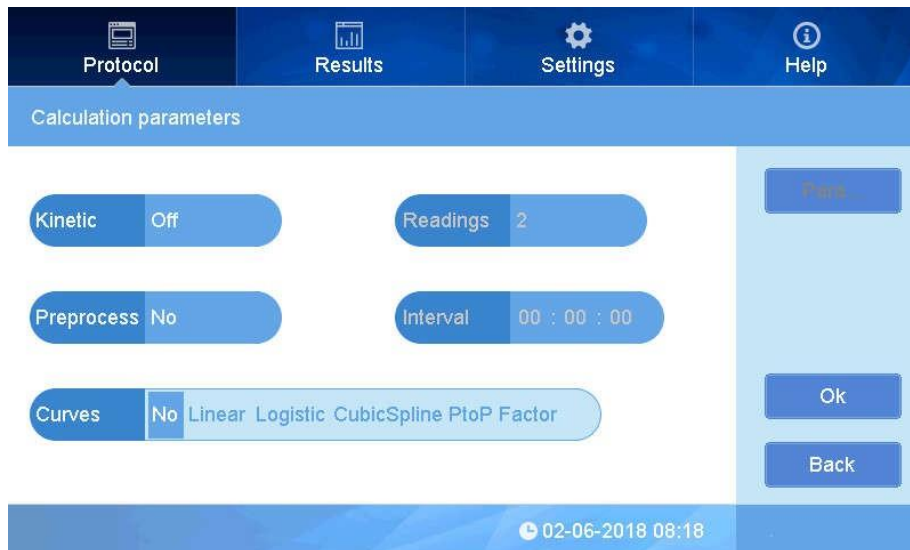 Protocol Results Settings Help
Calculation parameters
Kinetic Off Readings 2
Preprocess No Interval 00 : 00 : 00
Curves No Linear Logistic CubicSpline PtoP Factor
Ok
Back
02-06-2018 08:18